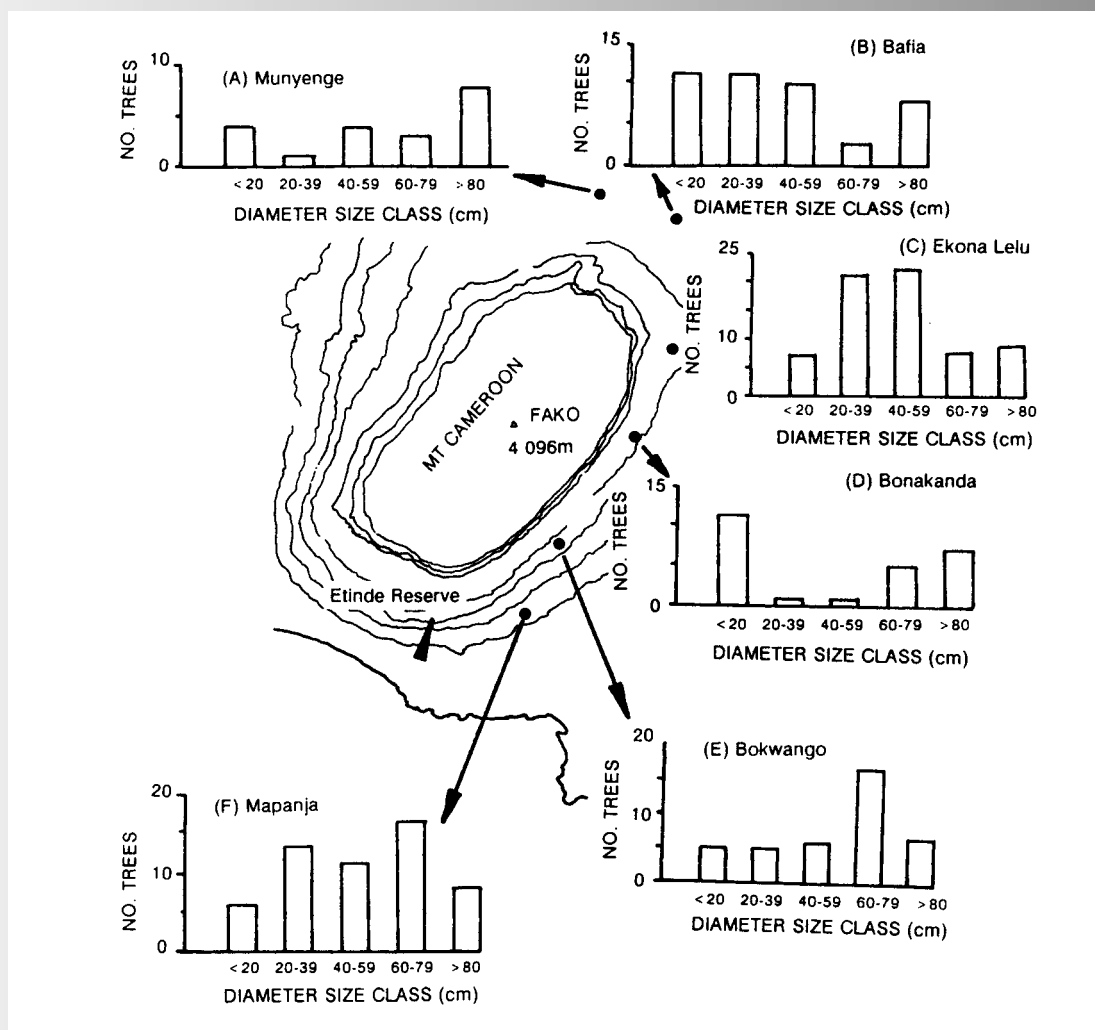 (A) Munyenge
10
0
NO. TREES
< 20 20-39 40-59 60-79 > 80
DIAMETER SIZE CLASS (cm)
(B) Bafia
15
0
NO. TREES
< 20 20-39 40-59 60-79 > 80
DIAMETER SIZE CLASS (cm)
(C) Ekona Lelu
25
10
0
NO. TREES
< 20 20-39 40-59 60-79 > 80
DIAMETER SIZE CLASS (cm)
MT CAMEROON
FAKO
4 096m
Etinde Reserve
(D) Bonakanda
15
0
NO. TREES
< 20 20-39 40-59 60-79 > 80
DIAMETER SIZE CLASS (cm)
(E) Bokwango
20
10
0
NO. TREES
< 20 20-39 40-59 60-79 > 80
DIAMETER SIZE CLASS (cm)
(F) Mapanja
20
10
0
NO. TREES
< 20 20-39 40-59 60-79 > 80
DIAMETER SIZE CLASS (cm)